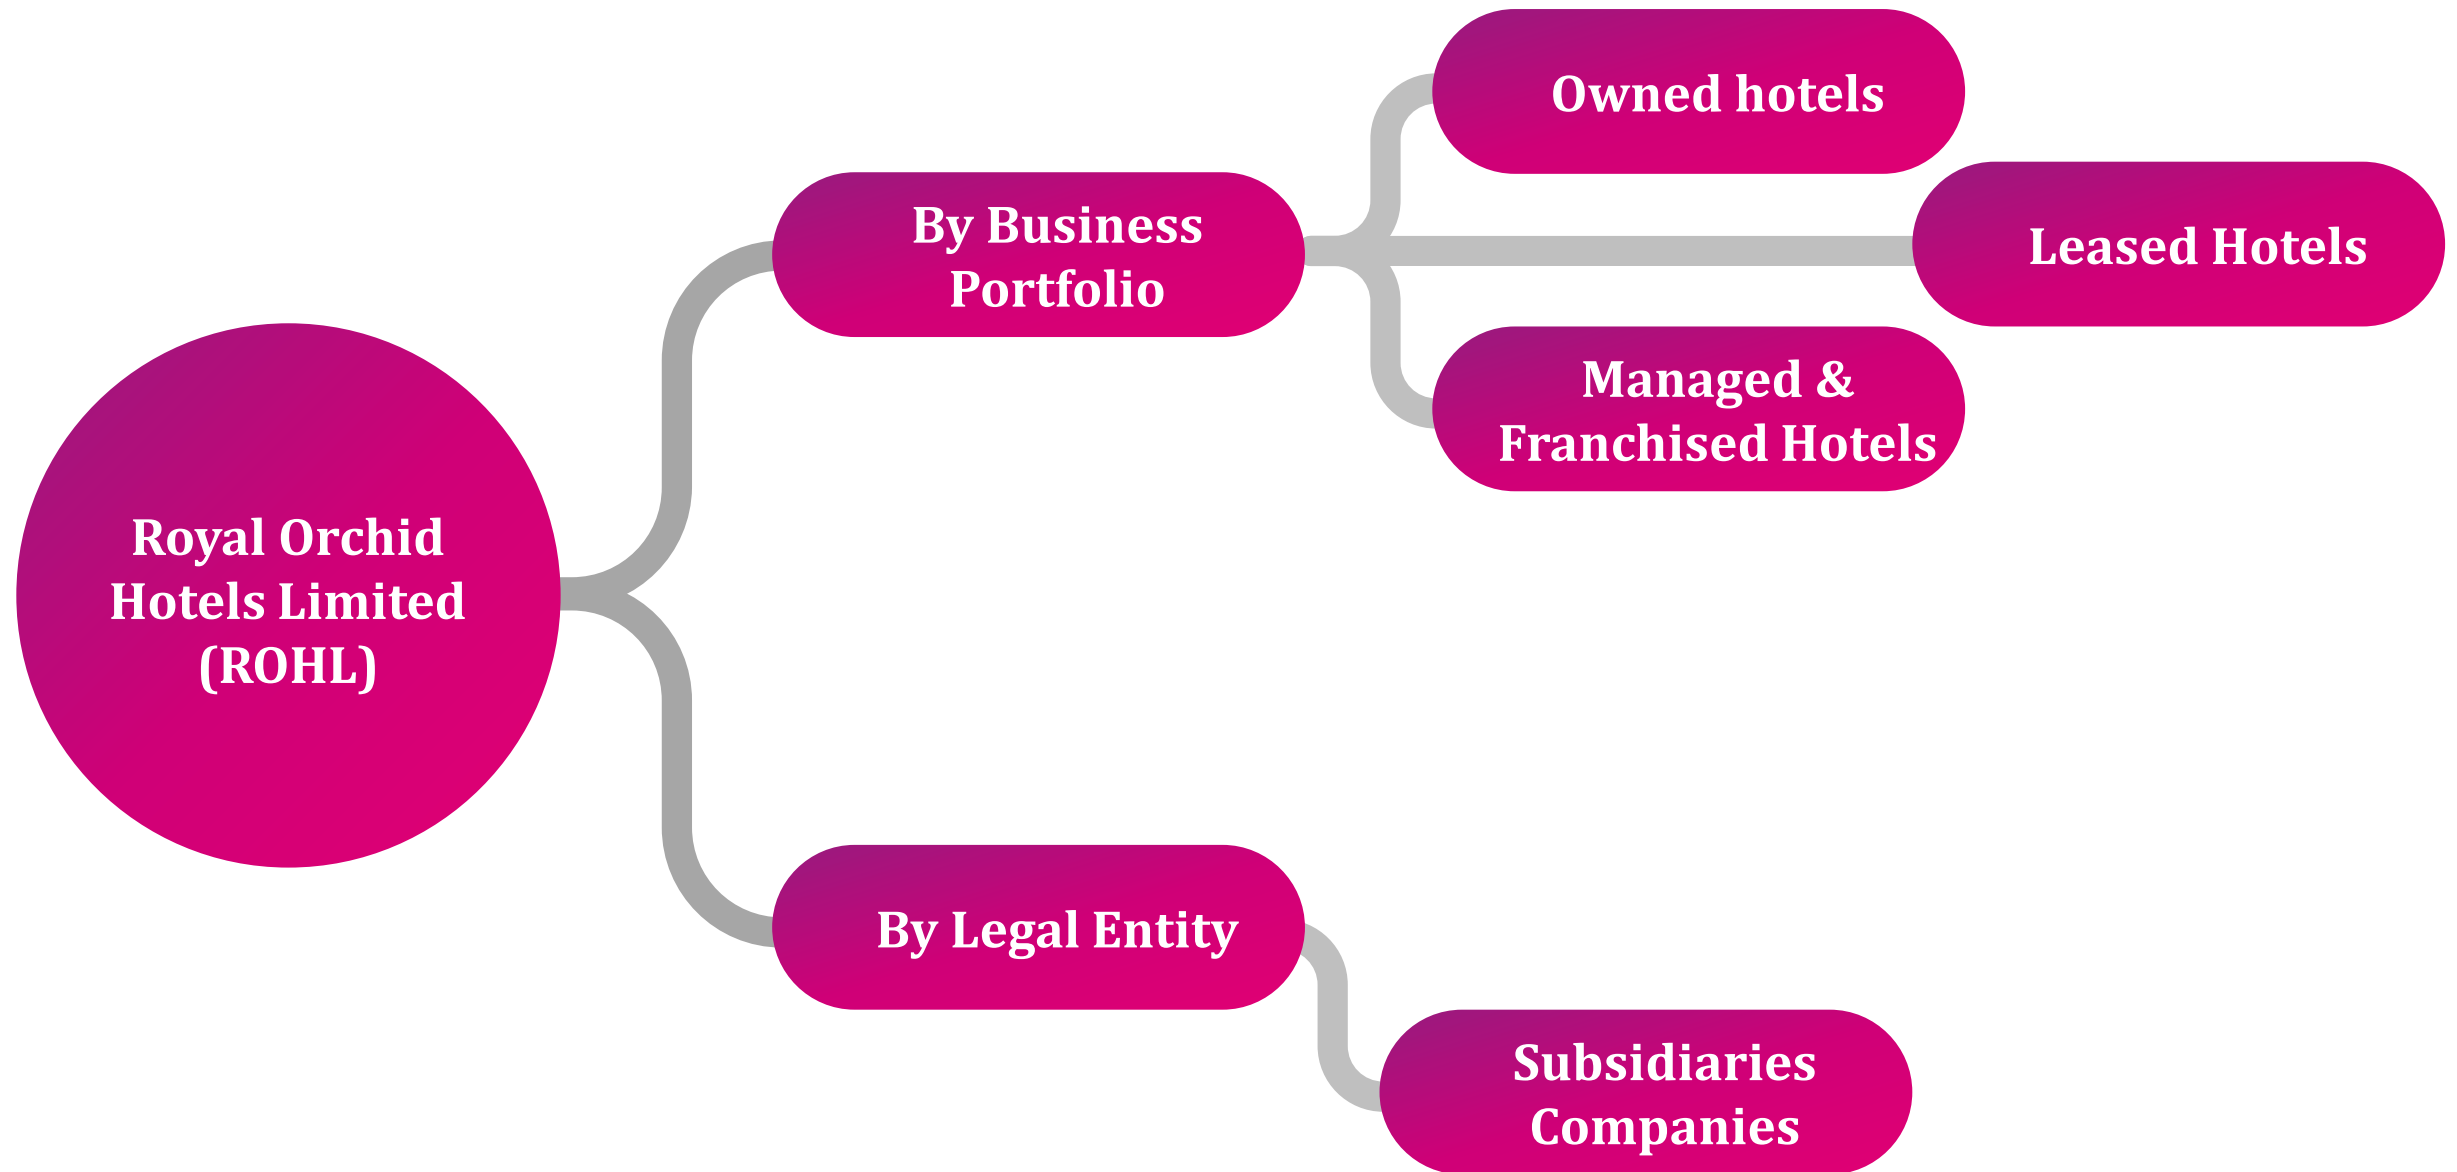 Royal Orchid
Hotels Limited
(ROHL)
By Business
Portfolio
Owned hotels
Leased Hotels
Managed &
Franchised Hotels
By Legal Entity
Subsidiaries
Companies